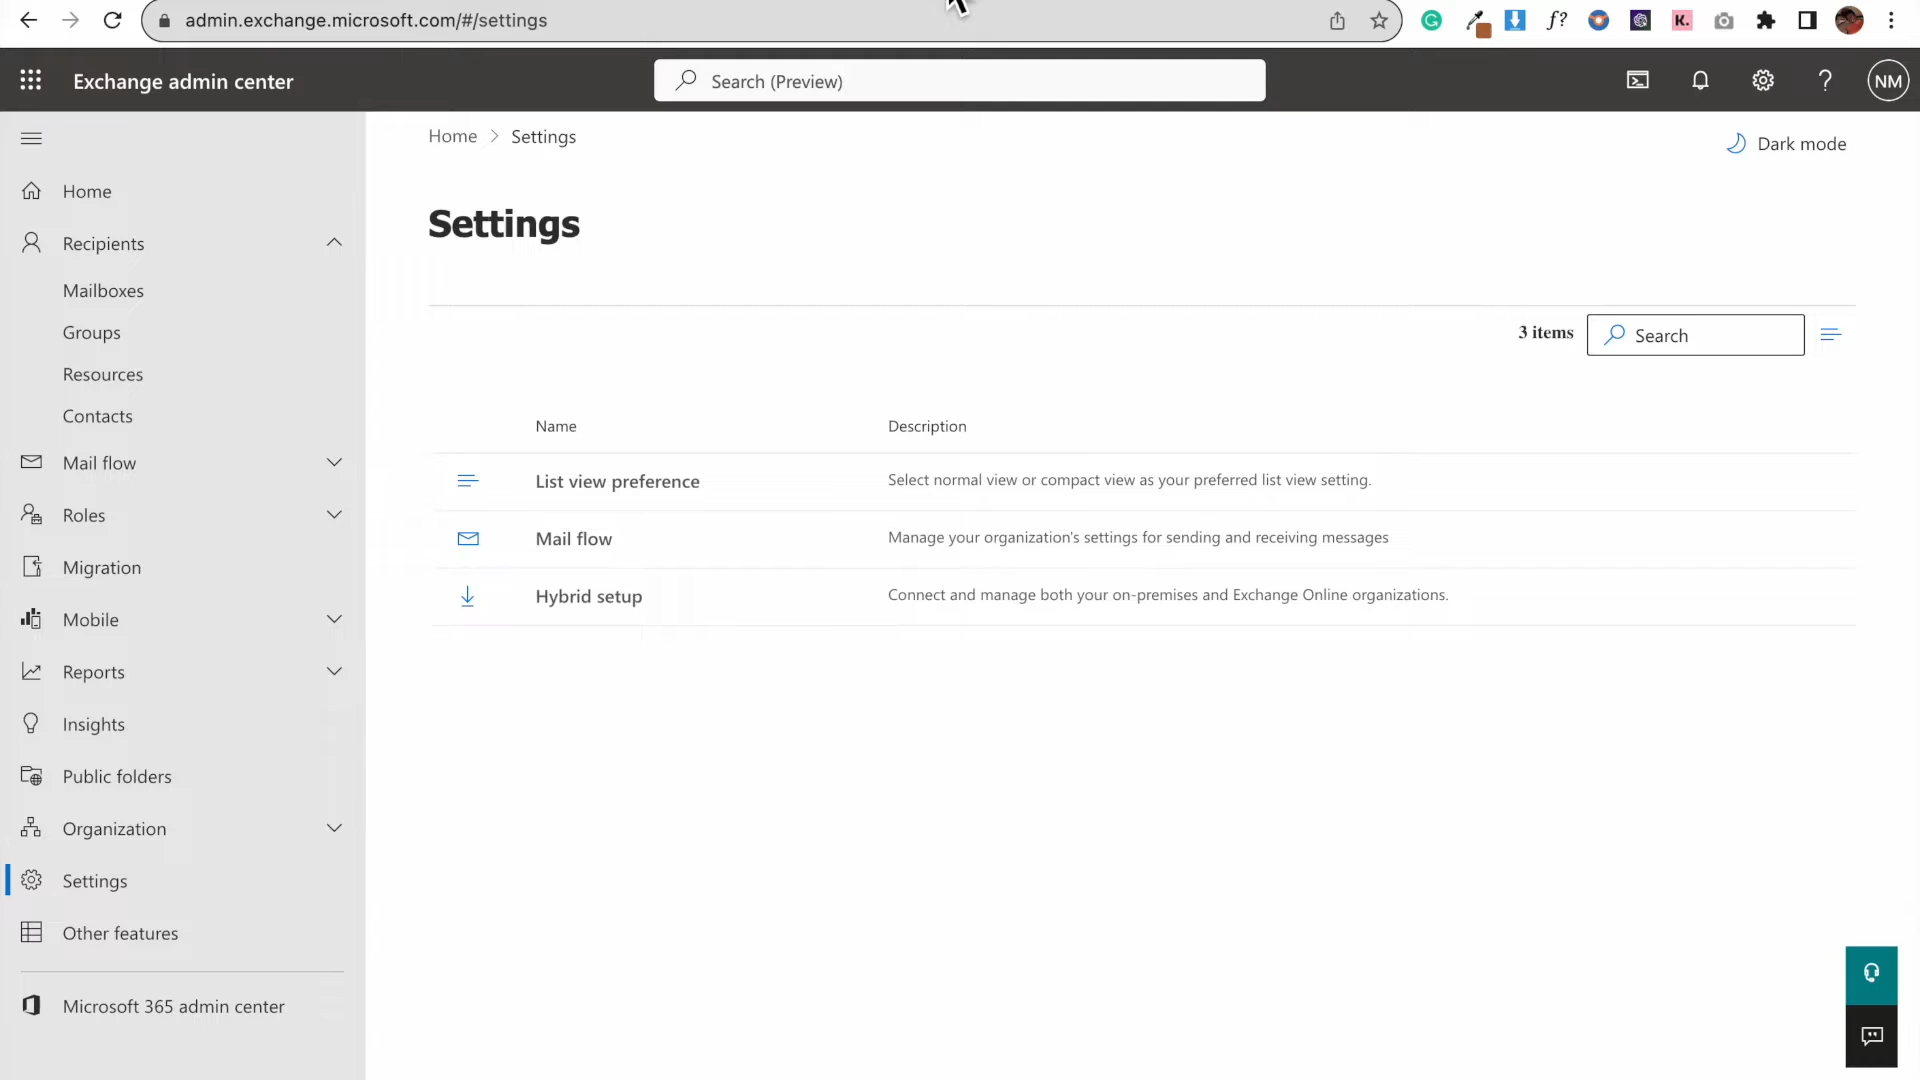 admin.exchange.microsoft.com/#/settings
f?
K.
Exchange admin center
Search (Preview)
?
NM
Home > Settings
Dark mode
Home
Recipients
Mailboxes
Groups
Resources
Contacts
Mail flow
Roles
Migration
Mobile
Reports
Insights
Public folders
Organization
Settings
Other features
Microsoft 365 admin center
Settings
3 items
Search
Name Description
List view preference Select normal view or compact view as your preferred list view setting.
Mail flow Manage your organization's settings for sending and receiving messages
Hybrid setup Connect and manage both your on-premises and Exchange Online organizations.